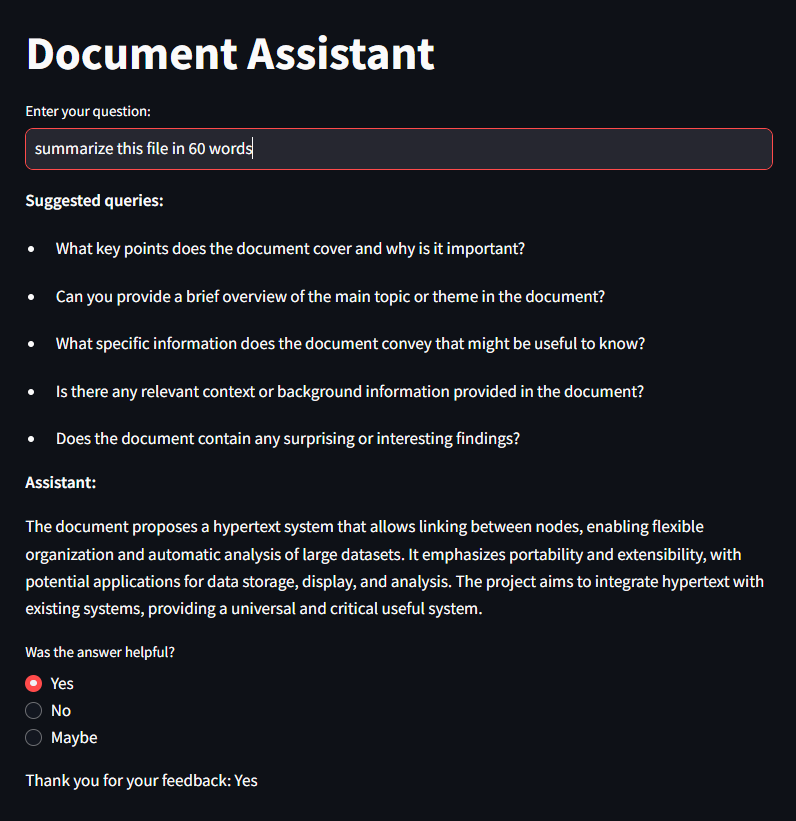 Document Assistant
Enter your question:
summarize this file in 60 words
Suggested queries:
• What key points does the document cover and why is it important?
• Can you provide a brief overview of the main topic or theme in the document?
• What specific information does the document convey that might be useful to know?
• Is there any relevant context or background information provided in the document?
• Does the document contain any surprising or interesting findings?
Assistant:
The document proposes a hypertext system that allows linking between nodes, enabling flexible
organization and automatic analysis of large datasets. It emphasizes portability and extensibility, with
potential applications for data storage, display, and analysis. The project aims to integrate hypertext with
existing systems, providing a universal and critical useful system.
Was the answer helpful?
Yes
No
Maybe
Thank you for your feedback: Yes